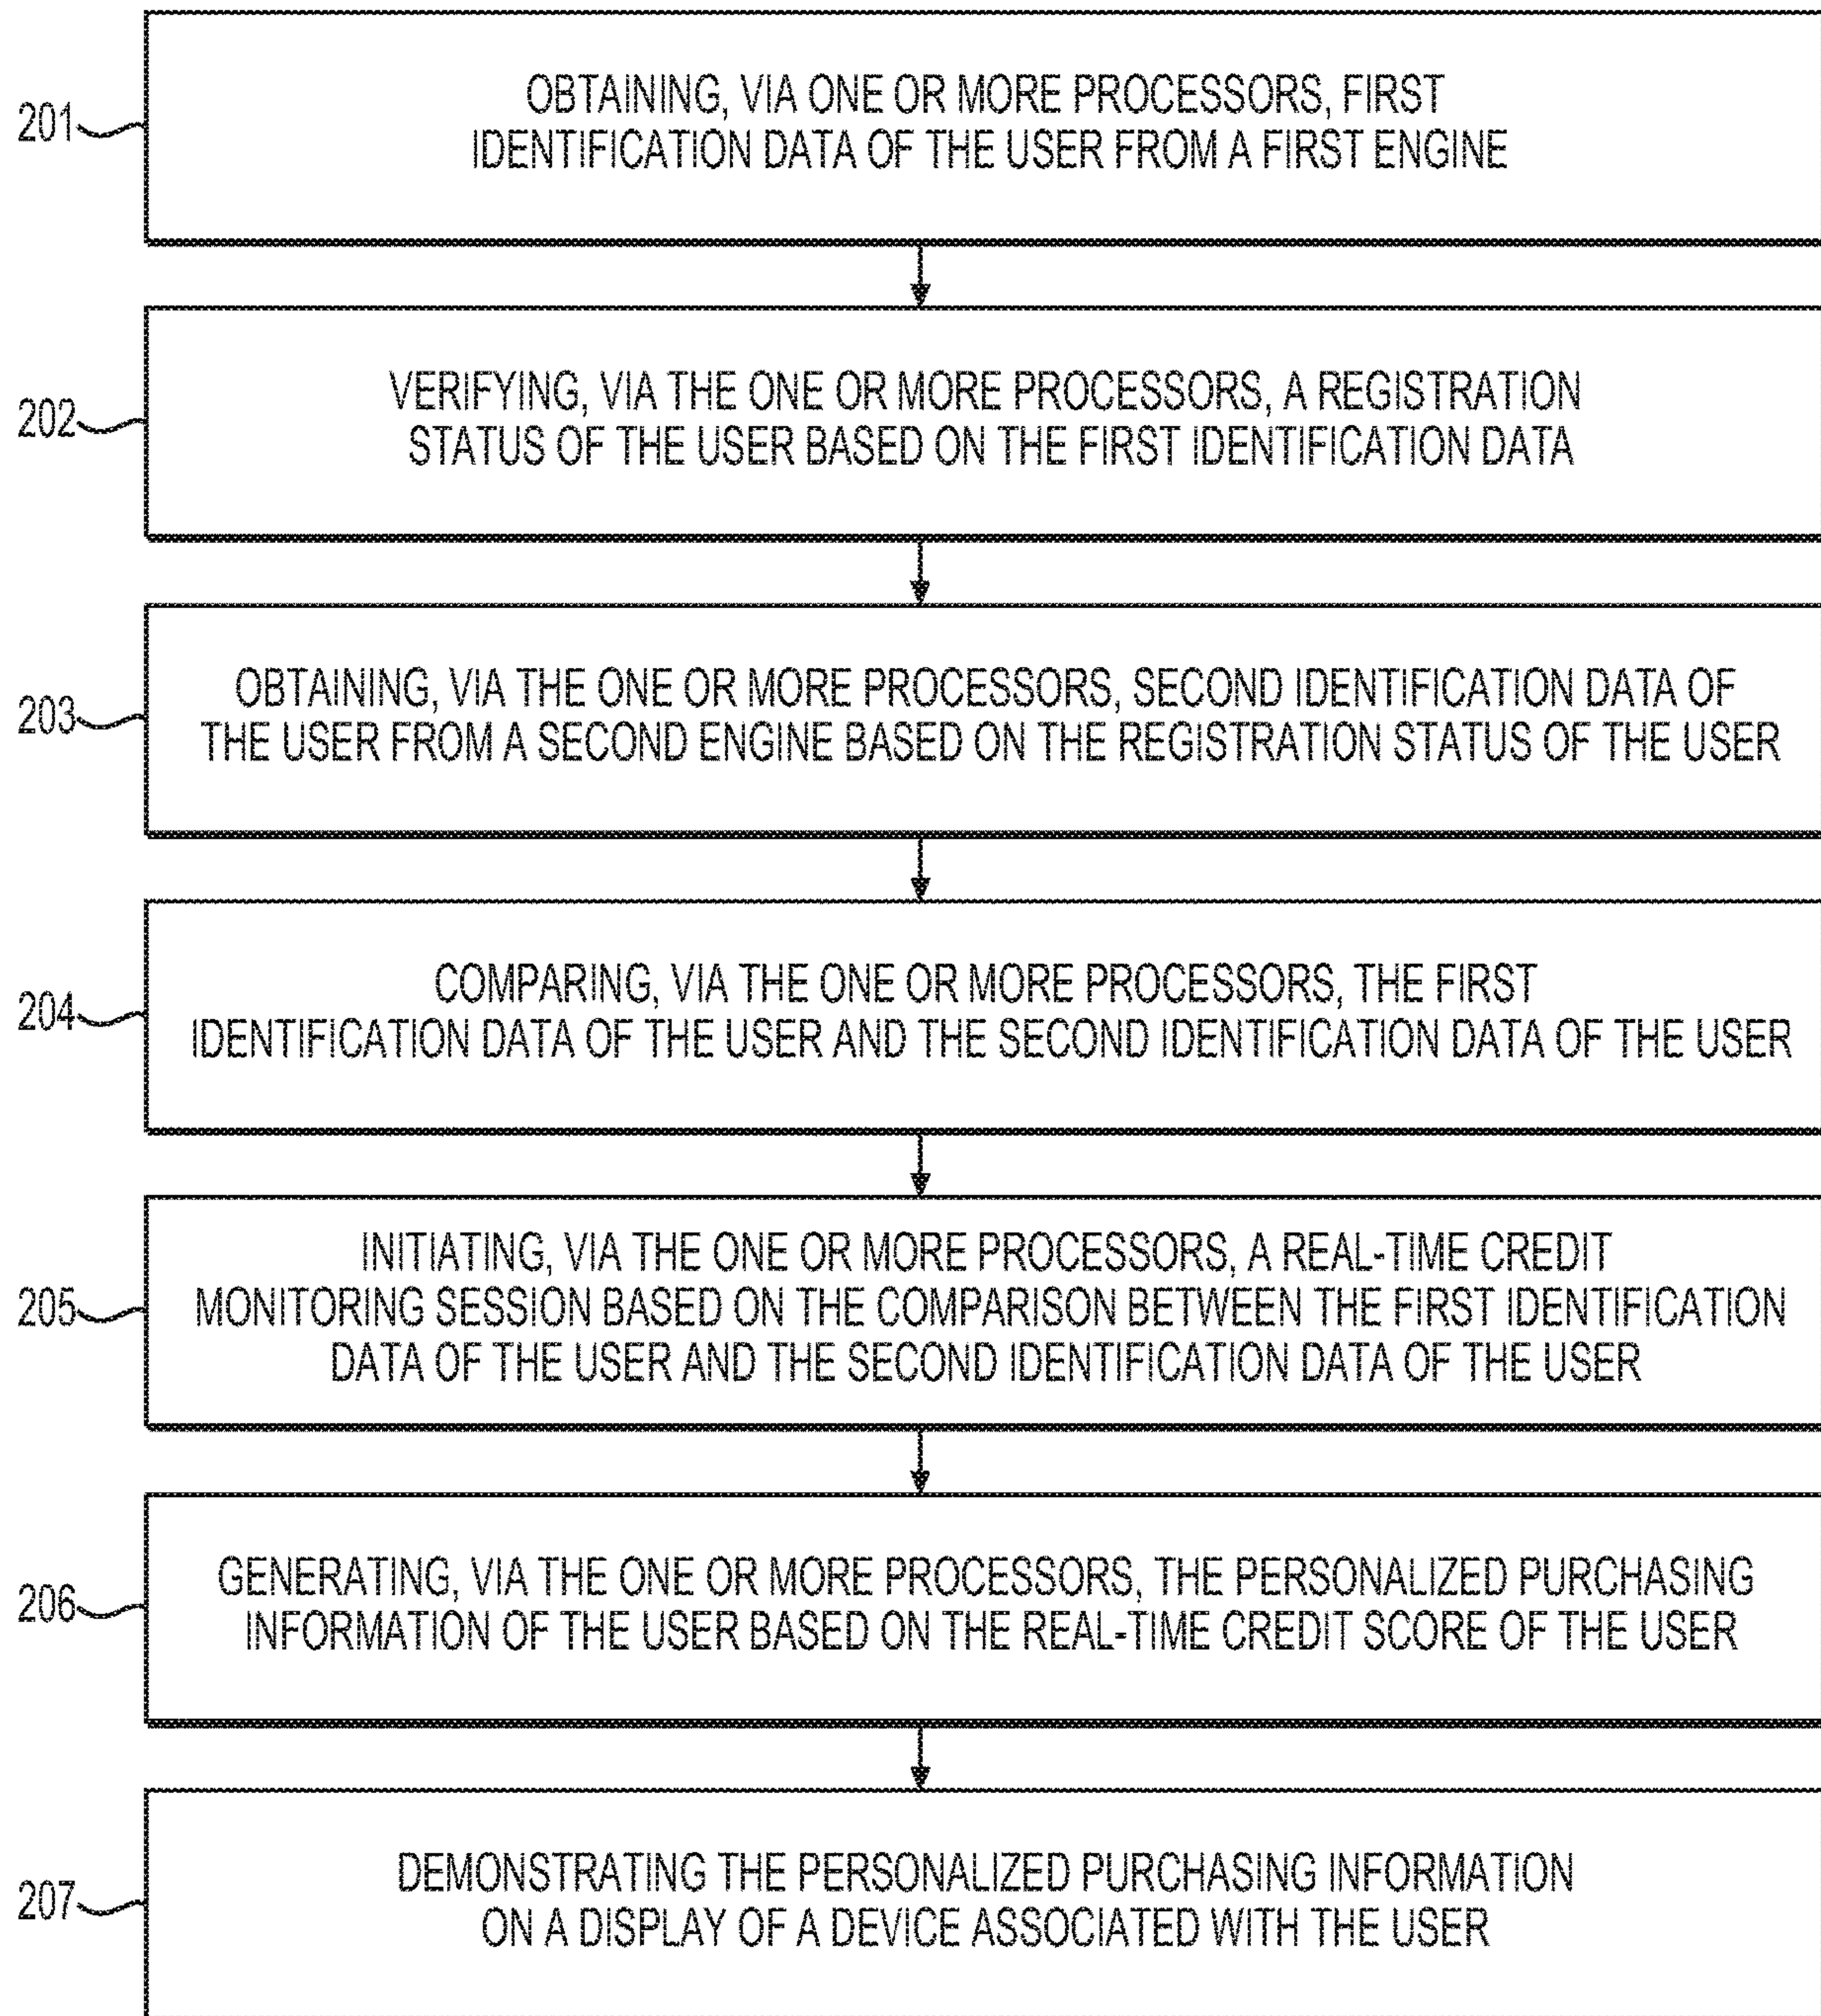 201
OBTAINING, VIA ONE OR MORE PROCESSORS, FIRST
IDENTIFICATION DATA OF THE USER FROM A FIRST ENGINE
202
VERIFYING, VIA THE ONE OR MORE PROCESSORS, A REGISTRATION
STATUS OF THE USER BASED ON THE FIRST IDENTIFICATION DATA
203
OBTAINING, VIA THE ONE OR MORE PROCESSORS, SECOND IDENTIFICATION DATA OF
THE USER FROM A SECOND ENGINE BASED ON THE REGISTRATION STATUS OF THE USER
204
COMPARING, VIA THE ONE OR MORE PROCESSORS, THE FIRST
IDENTIFICATION DATA OF THE USER AND THE SECOND IDENTIFICATION DATA OF THE USER
205
INITIATING, VIA THE ONE OR MORE PROCESSORS, A REAL-TIME CREDIT
MONITORING SESSION BASED ON THE COMPARISON BETWEEN THE FIRST IDENTIFICATION
DATA OF THE USER AND THE SECOND IDENTIFICATION DATA OF THE USER
206
GENERATING, VIA THE ONE OR MORE PROCESSORS, THE PERSONALIZED PURCHASING
INFORMATION OF THE USER BASED ON THE REAL-TIME CREDIT SCORE OF THE USER
207
DEMONSTRATING THE PERSONALIZED PURCHASING INFORMATION
ON A DISPLAY OF A DEVICE ASSOCIATED WITH THE USER